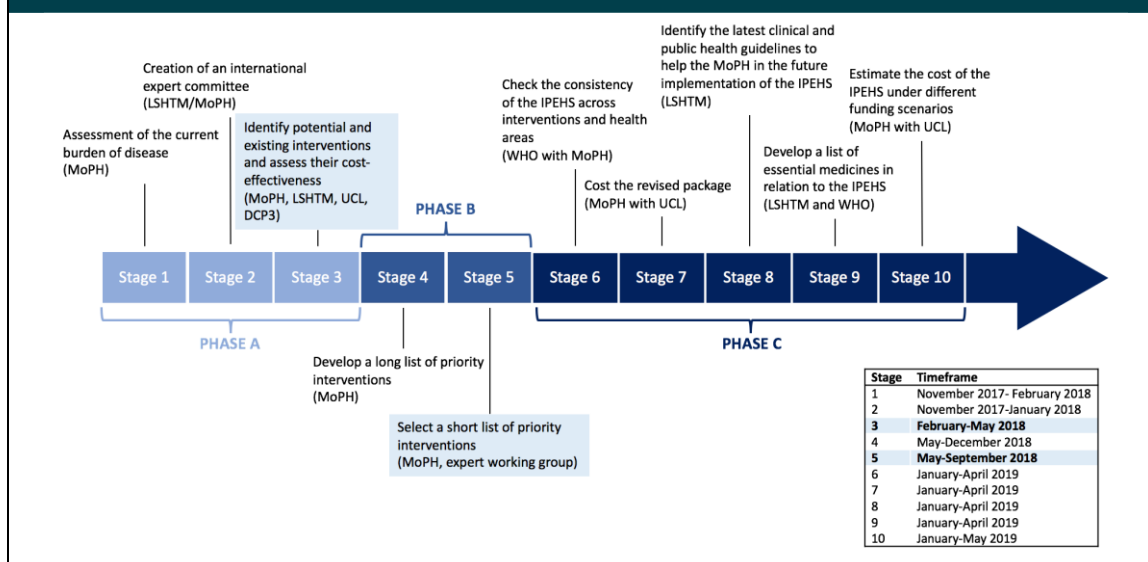 Creation of an international
expert committee
(LSHTM/MoPH)
Assessment of the current
burden of disease
(MoPH)
Identify potential and
existing interventions
and assess their cost-
effectiveness
(MoPH, LSHTM, UCL,
DCP3)
Check the consistency
of the IPEHS across
interventions and health
areas
(WHO with MoPH)
Cost the revised package
(MoPH with UCL)
Identify the latest clinical and
public health guidelines to
help the MoPH in the future
implementation of the IPEHS
(LSHTM)
Develop a list of
essential medicines in
relation to the IPEHS
(LSHTM and WHO)
Estimate the cost of the
IPEHS under different
funding scenarios
(MoPH with UCL)
PHASE B
Stage 1
Stage 2
Stage 3
Stage 4
Stage 5
Stage 6
Stage 7
Stage 8
Stage 9
Stage 10
PHASE A
PHASE C
Develop a long list of priority
interventions
(MoPH)
Select a short list of priority
interventions
(MoPH, expert working group)
Stage Timeframe
1 November 2017- February 2018
2 November 2017-January 2018
3 February-May 2018
4 May-December 2018
5 May-September 2018
6 January-April 2019
7 January-April 2019
8 January-April 2019
9 January-April 2019
10 January-May 2019